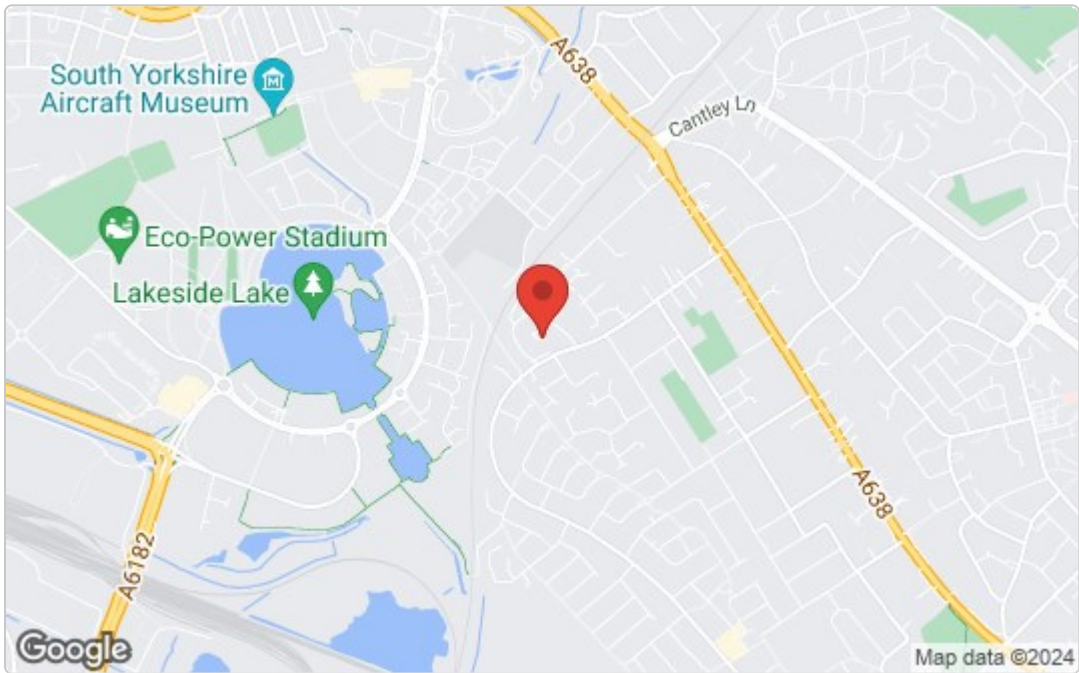 A638
South Yorkshire
Aircraft Museum
Cantley Ln
Eco-Power Stadium
Lakeside Lake
A638
A6182
Google
Map data ©2024